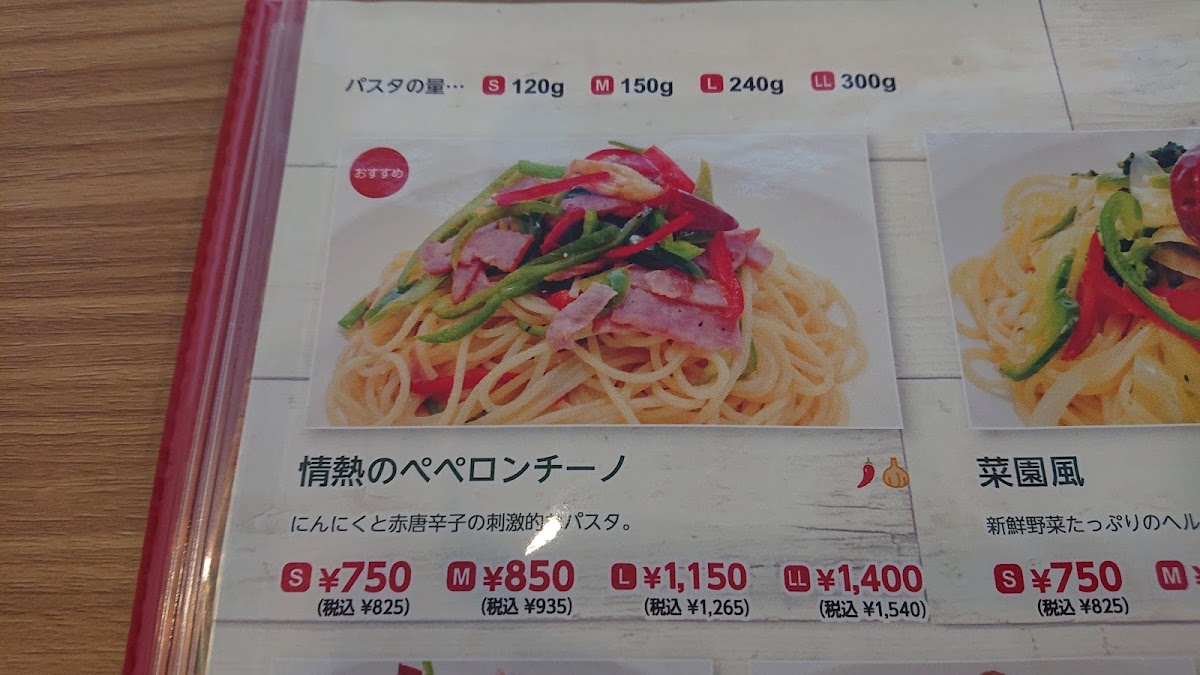 パスタの量… S 120g M 150g L 240g LL 300g
おすすめ
情熱のペペロンチーノ
にんにくと赤唐辛子の刺激的 パスタ。
S ¥750 M ¥850 L ¥1,150 LL ¥1,400
(税込 ¥825) (税込 ¥935) (税込 ¥1,265) (税込 ¥1,540)
菜園風
新鮮野菜たっぷりのヘル
S ¥750 M
(税込 ¥825)